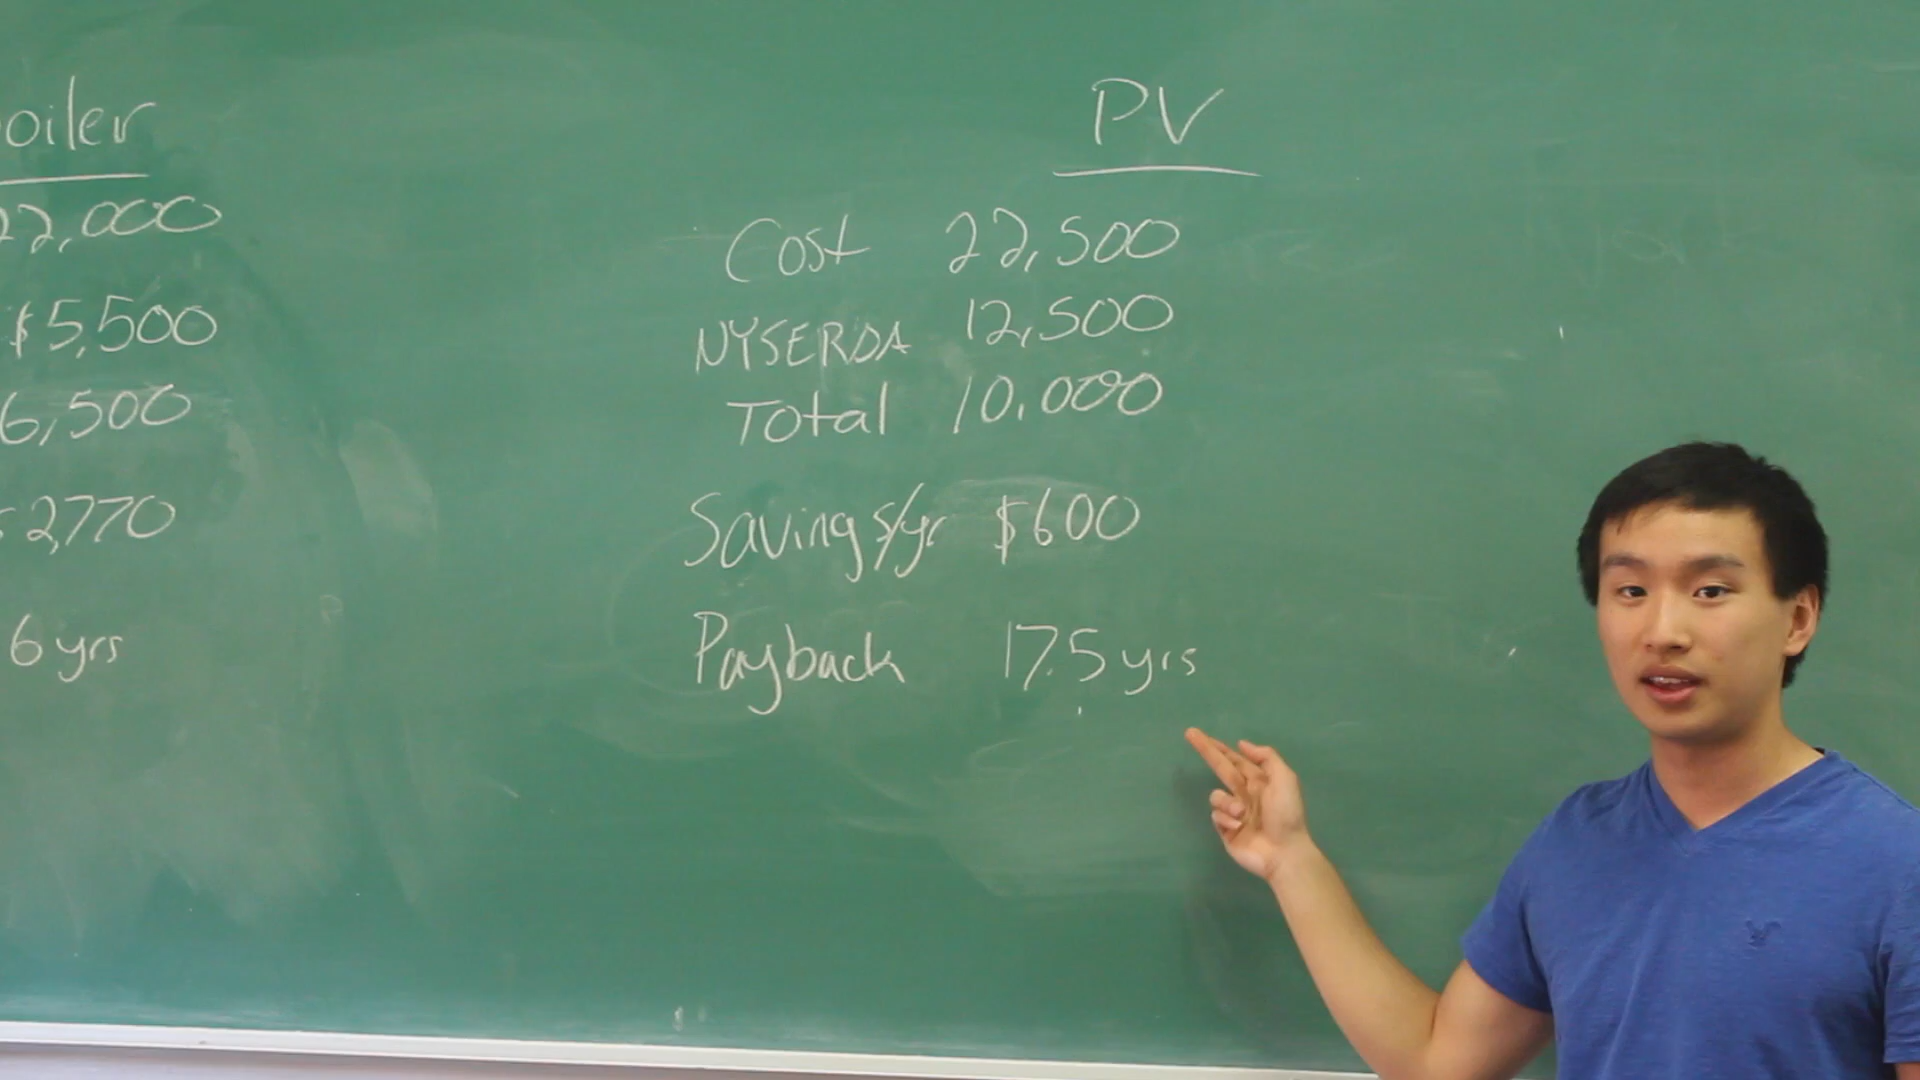 oiler
22,000
$5,500
6,500
2,770
6 yrs
PV
Cost 22,500
NYSERDA 12,500
Total 10,000
Savings/yr $600
Payback 17.5 yrs